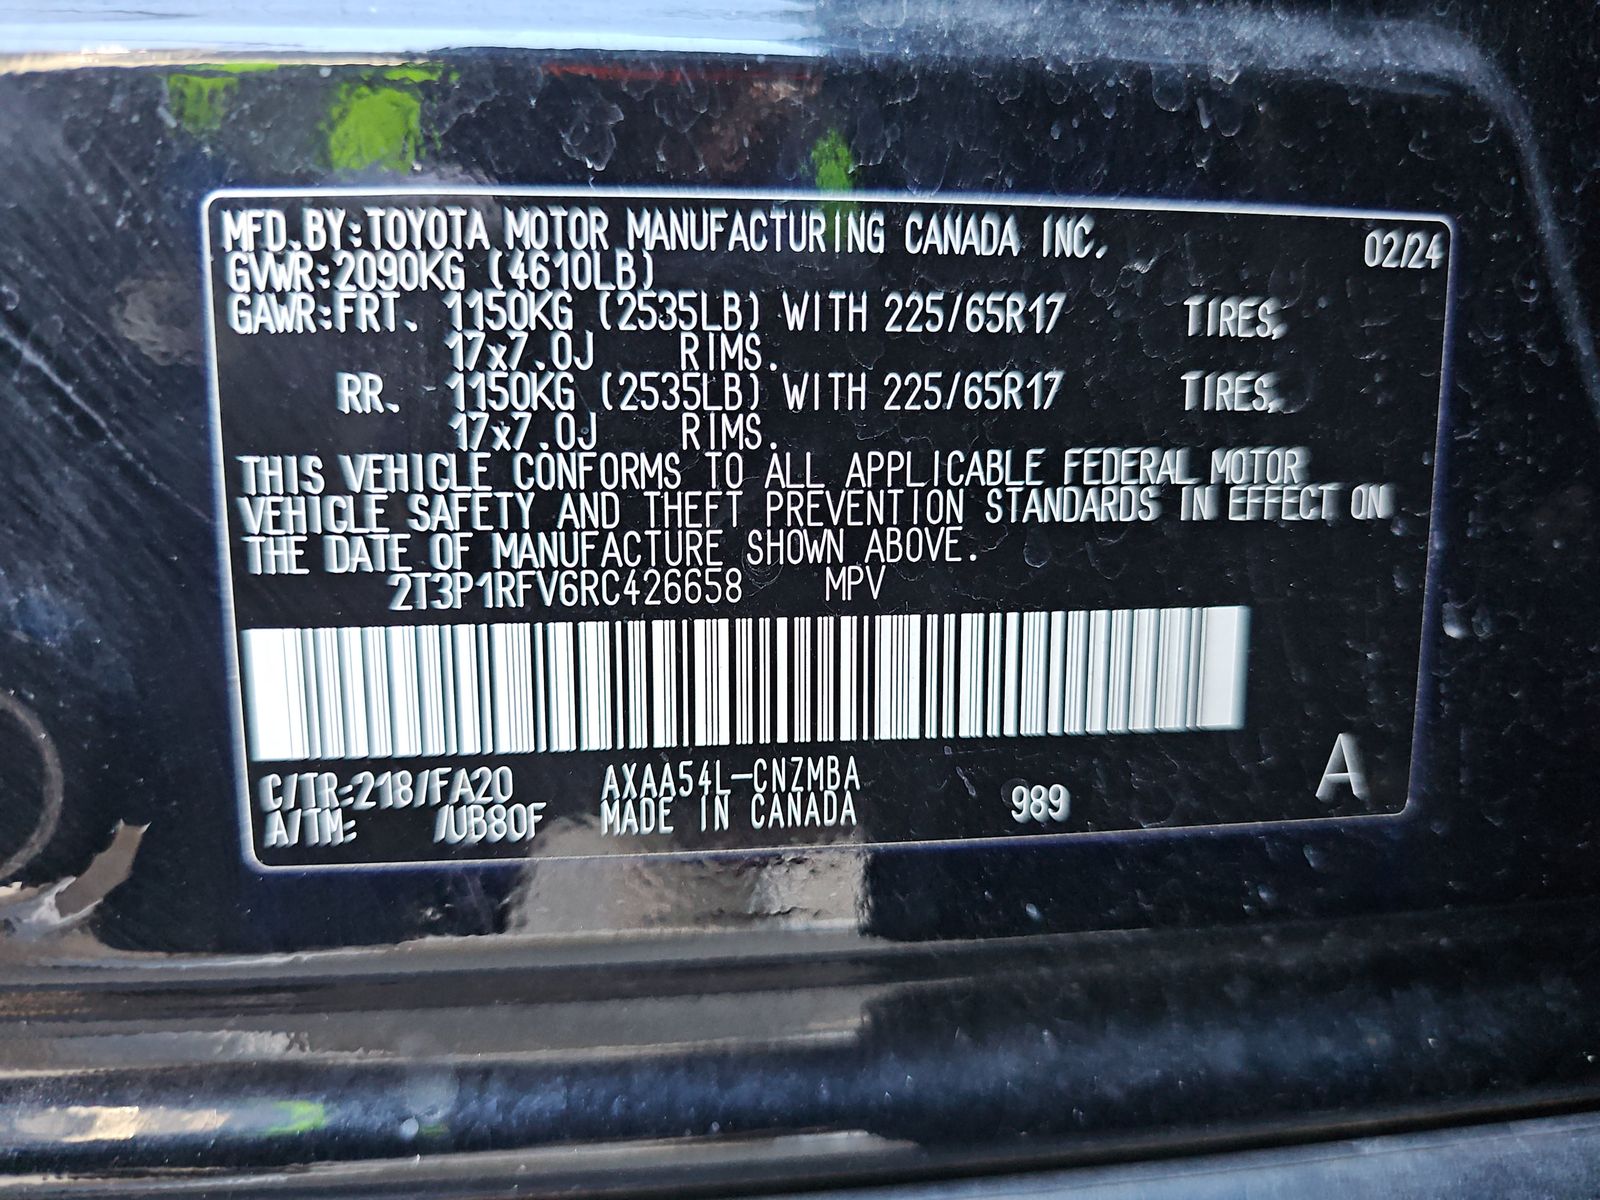 MFD.BY:TOYOTA MOTOR MANUFACTURING CANADA INC. 02/24
GVWR:2090KG (4610LB)
GAWR:FRT. 1150KG (2535LB) WITH 225/65R17 TIRES,
17x7.0J RIMS.
RR. 1150KG (2535LB) WITH 225/65R17 TIRES,
17x7.0J RIMS.
THIS VEHICLE CONFORMS TO ALL APPLICABLE FEDERAL MOTOR
VEHICLE SAFETY AND THEFT PREVENTION STANDARDS IN EFFECT ON
THE DATE OF MANUFACTURE SHOWN ABOVE.
2T3P1RFV6RC426658 MPV
C/TR:218/FA20 AXAA54L-CNZMBA
A/TM: /UB80F MADE IN CANADA 989 A